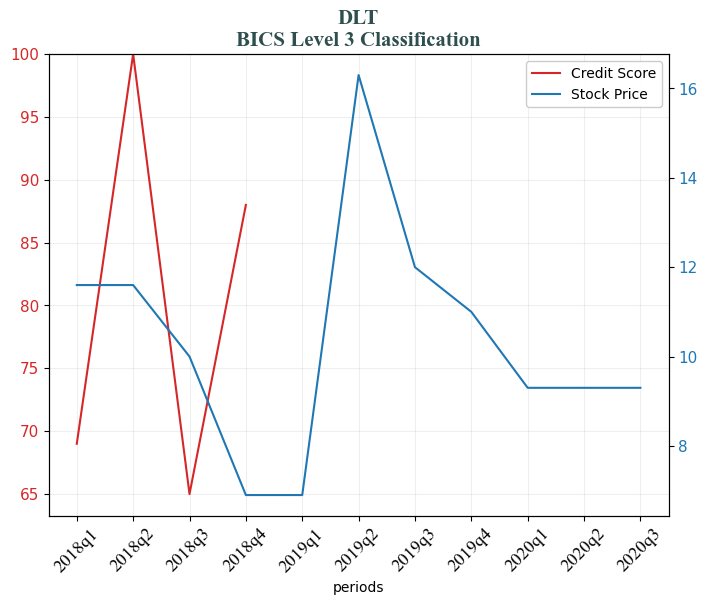 DLT
BICS Level 3 Classification
Credit Score
Stock Price
100
95
90
85
80
75
70
65
16
14
12
10
8
2018q1
2018q2
2018q3
2018q4
2019q1
2019q2
2019q3
2019q4
2020q1
2020q2
2020q3
periods